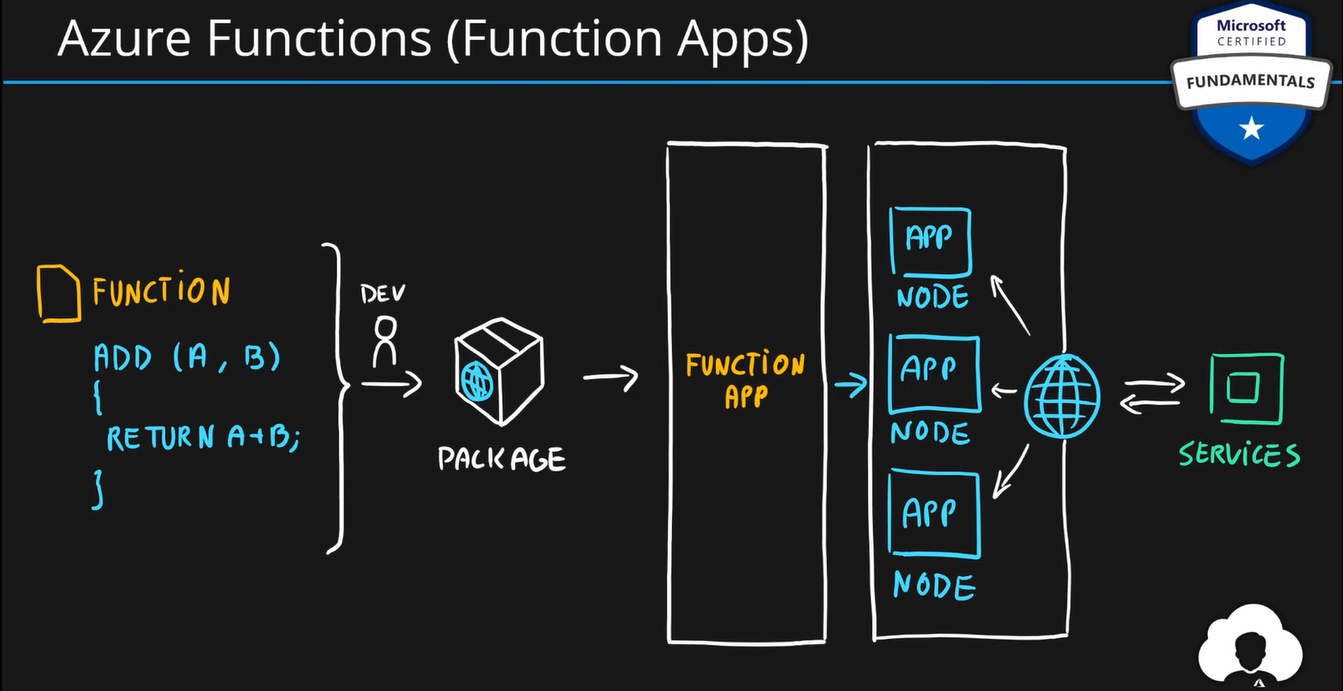 Azure Functions (Function Apps)
Microsoft
CERTIFIED
FUNDAMENTALS
FUNCTION
ADD (A, B)
{
RETURN A+B;
}
DEV
PACKAGE
FUNCTION
APP
APP
NODE
APP
NODE
APP
NODE
SERVICES